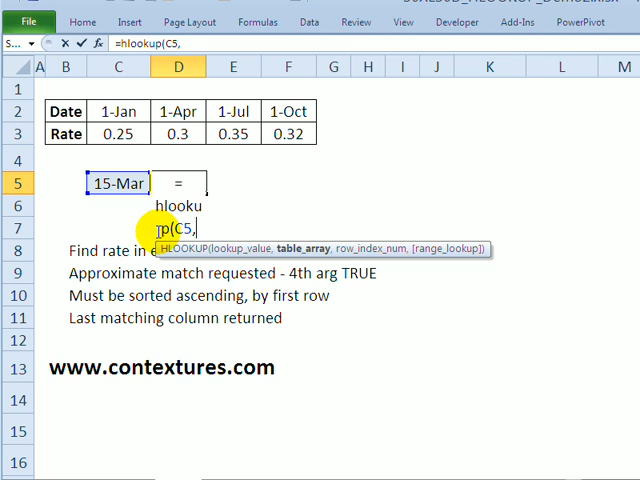 File Home Insert Page Layout Formulas Data Review View Developer Add-Ins PowerPivot
S... =hlookup(C5,
A B C D E F G H I J K L M
1
2 Date 1-Jan 1-Apr 1-Jul 1-Oct
3 Rate 0.25 0.3 0.35 0.32
4
5 15-Mar =
6 hlooku
7 p(C5,
HLOOKUP(lookup_value, table_array, row_index_num, [range_lookup])
8 Find rate in e
9 Approximate match requested - 4th arg TRUE
10 Must be sorted ascending, by first row
11 Last matching column returned
12
13 www.contextures.com
14
15
16